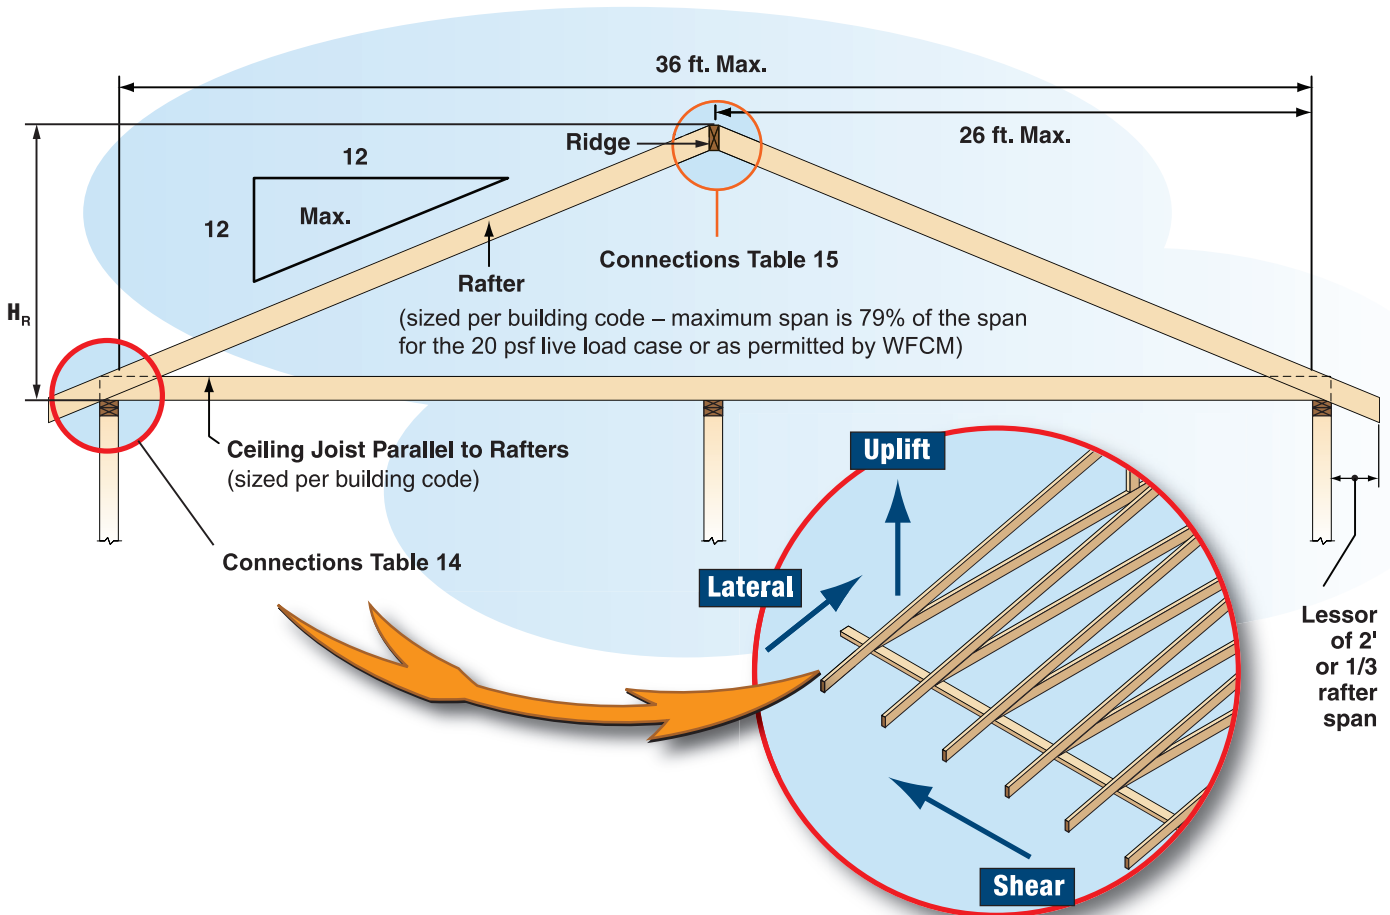 36 ft. Max.
26 ft. Max.
Ridge
12
12
Max.
Connections Table 15
Rafter
(sized per building code – maximum span is 79% of the span
for the 20 psf live load case or as permitted by WFCM)
HR
Ceiling Joist Parallel to Rafters
(sized per building code)
Connections Table 14
Uplift
Lateral
Shear
Lessor
of 2'
or 1/3
rafter
span